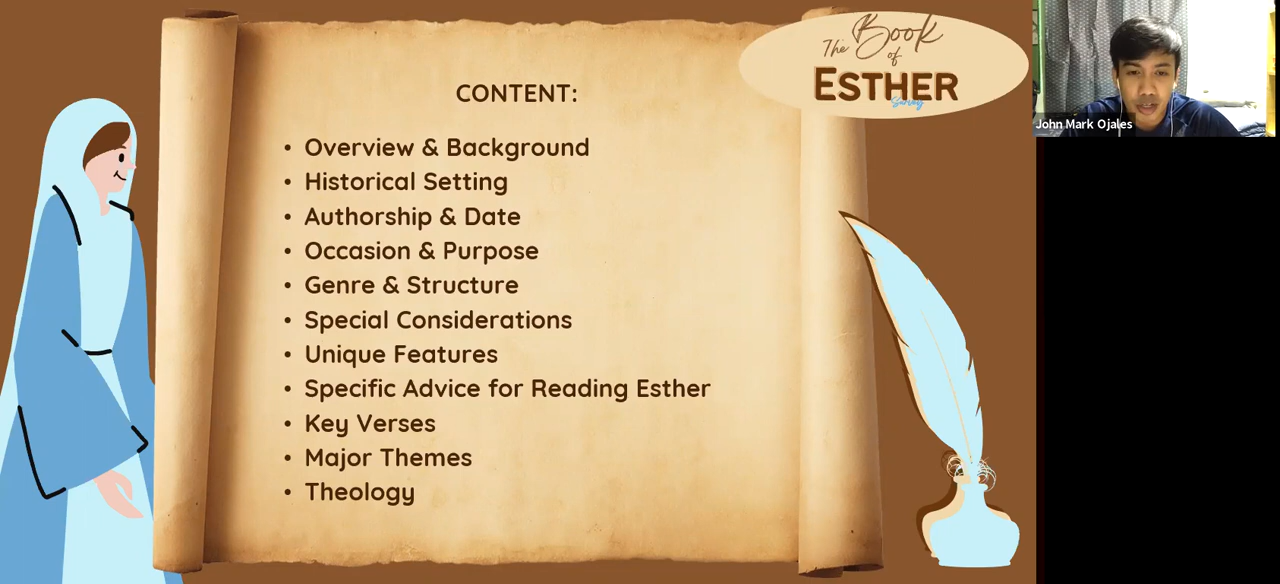 The Book
of
ESTHER
Survey
John Mark Ojales
CONTENT:
• Overview & Background
• Historical Setting
• Authorship & Date
• Occasion & Purpose
• Genre & Structure
• Special Considerations
• Unique Features
• Specific Advice for Reading Esther
• Key Verses
• Major Themes
• Theology